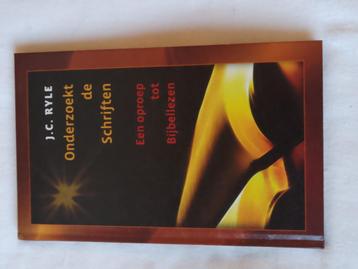 J.C. RYLE
Onderzoekt
de
Schriften
Een oproep
tot
Bijbellezen